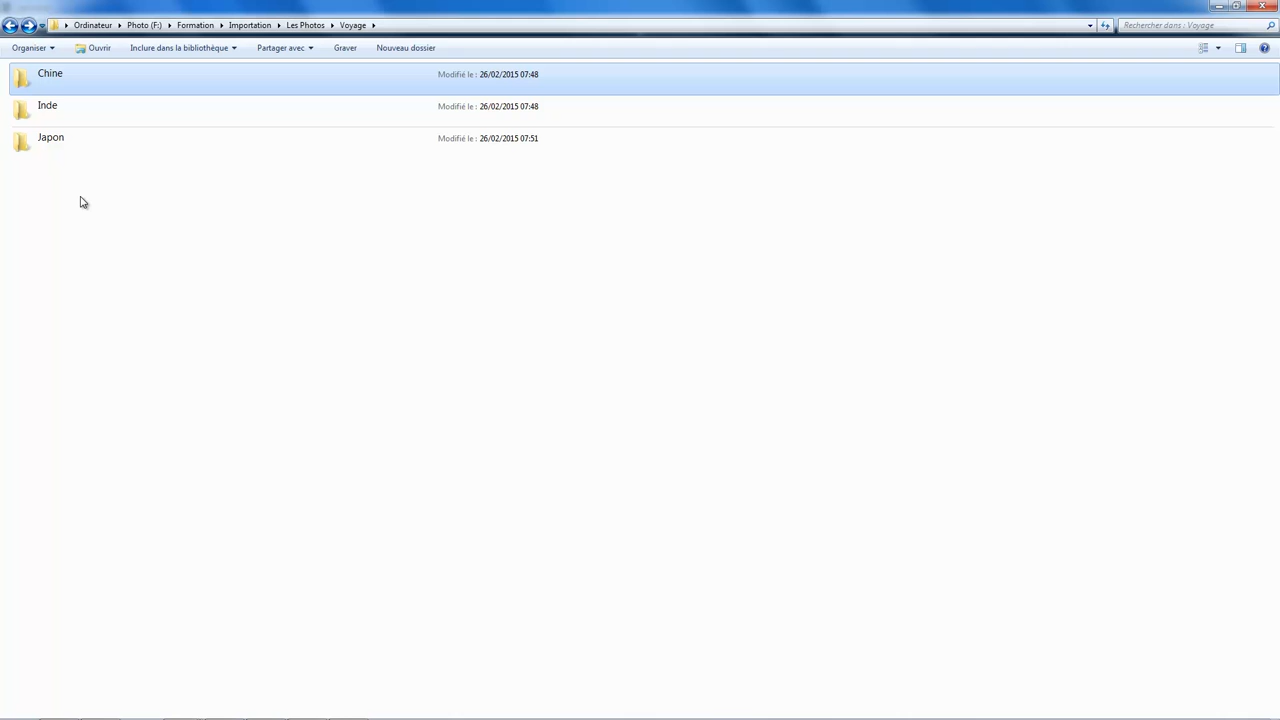 Ordinateur Photo (F:) Formation Importation Les Photos Voyage Rechercher dans : Voyage
Organiser Ouvrir Inclure dans la bibliothèque Partager avec Graver Nouveau dossier
Chine Modifié le : 26/02/2015 07:48
Inde Modifié le : 26/02/2015 07:48
Japon Modifié le : 26/02/2015 07:51